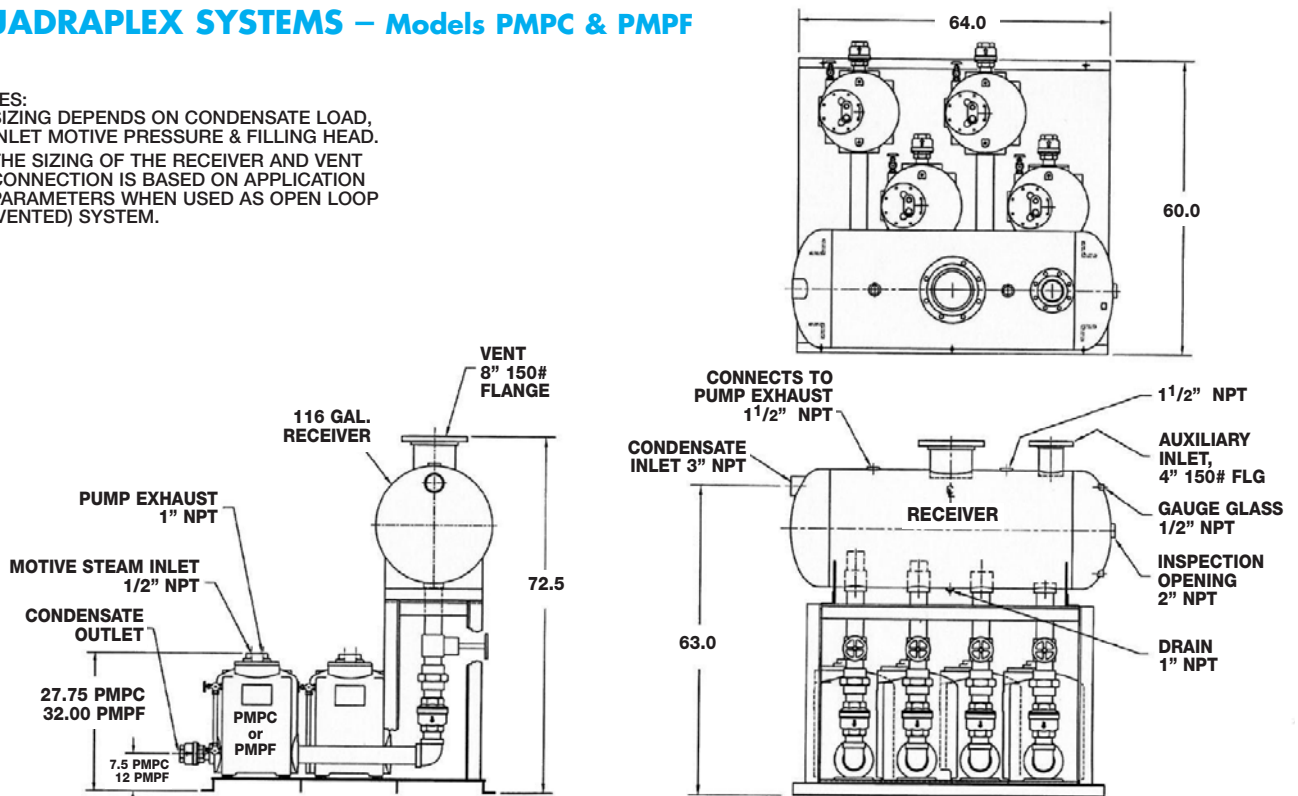 UADRAPLEX SYSTEMS – Models PMPC & PMPF
ES:
SIZING DEPENDS ON CONDENSATE LOAD,
NLET MOTIVE PRESSURE & FILLING HEAD.
THE SIZING OF THE RECEIVER AND VENT
CONNECTION IS BASED ON APPLICATION
PARAMETERS WHEN USED AS OPEN LOOP
VENTED) SYSTEM.
64.0
60.0
VENT
8” 150#
FLANGE
116 GAL.
RECEIVER
PUMP EXHAUST
1” NPT
MOTIVE STEAM INLET
1/2” NPT
CONDENSATE
OUTLET
27.75 PMPC
32.00 PMPF
7.5 PMPC
12 PMPF
PMPC
or
PMPF
72.5
CONNECTS TO
PUMP EXHAUST
1 1/2” NPT
CONDENSATE
INLET 3” NPT
RECEIVER
63.0
1 1/2” NPT
AUXILIARY
INLET,
4” 150# FLG
GAUGE GLASS
1/2” NPT
INSPECTION
OPENING
2” NPT
DRAIN
1” NPT